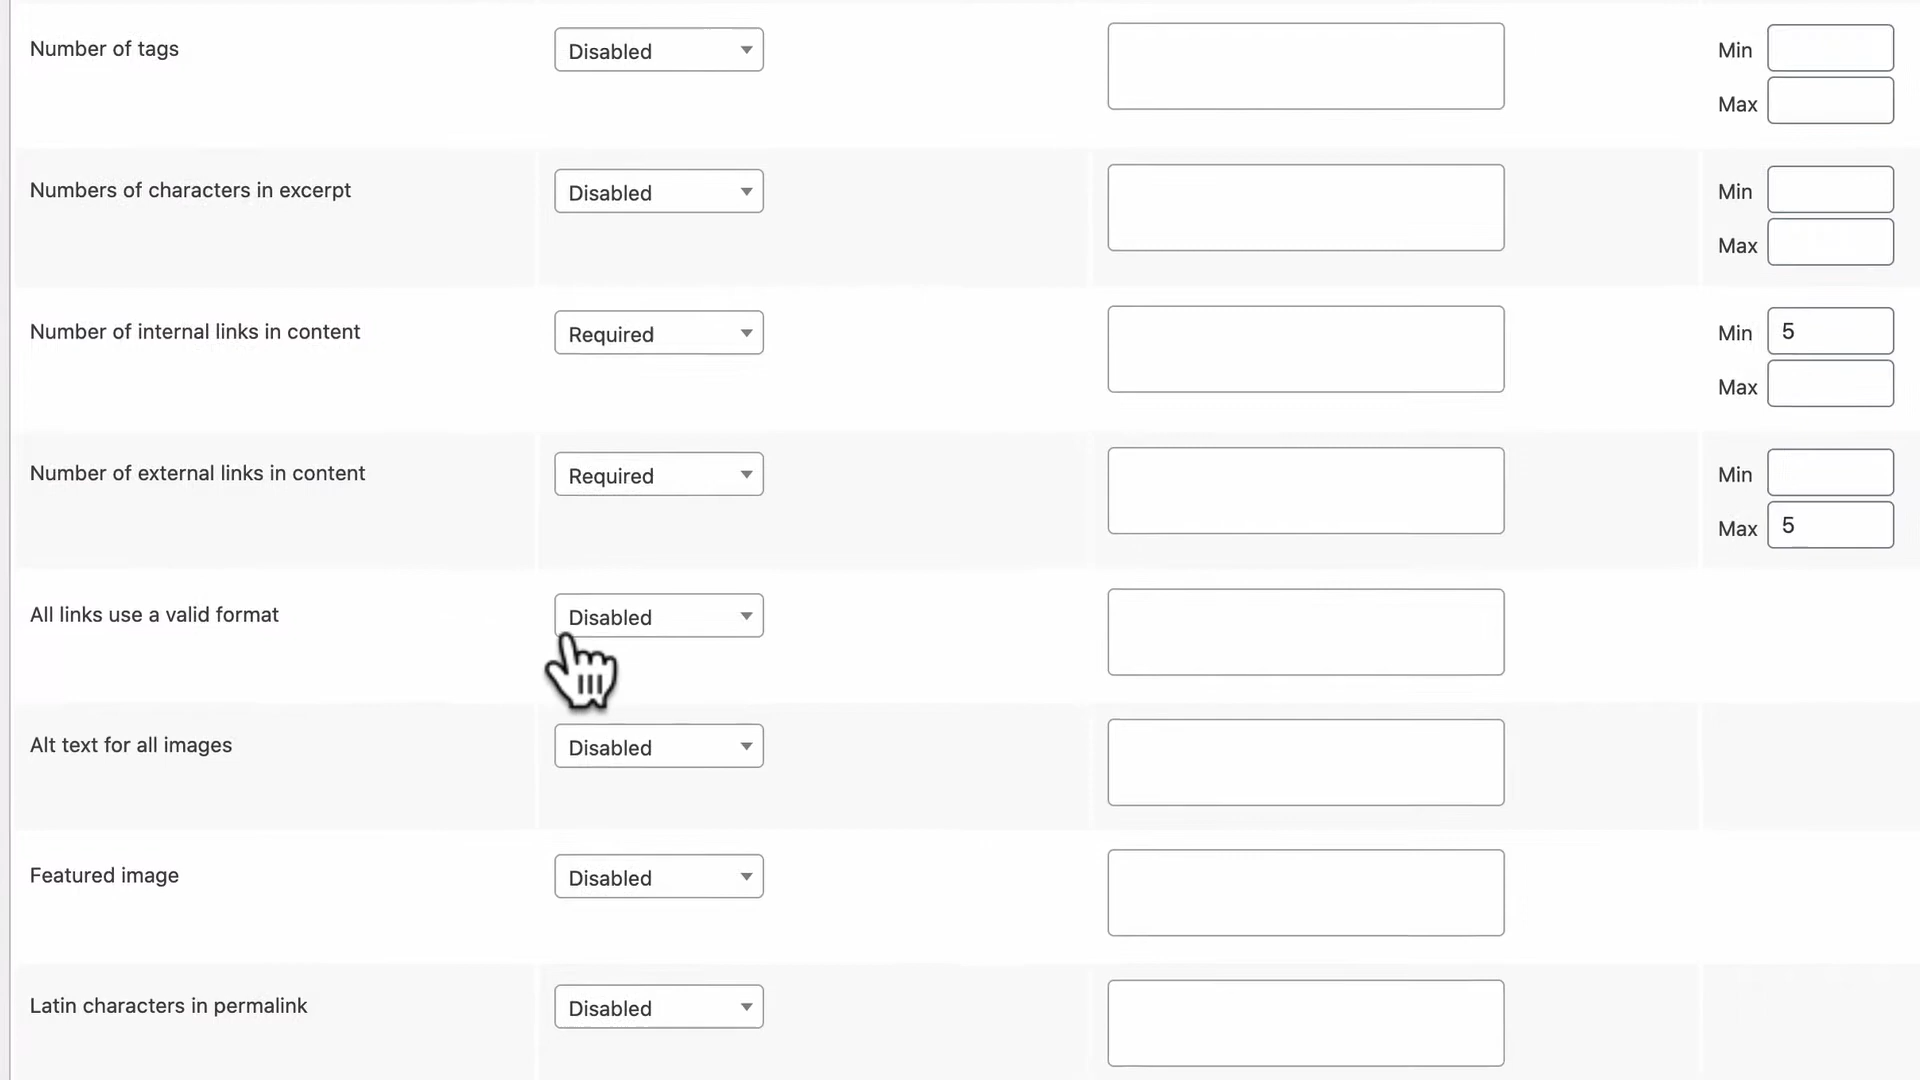 Number of tags
Disabled
Min
Max
Numbers of characters in excerpt
Disabled
Min
Max
Number of internal links in content
Required
Min 5
Max
Number of external links in content
Required
Min
Max 5
All links use a valid format
Disabled
Alt text for all images
Disabled
Featured image
Disabled
Latin characters in permalink
Disabled